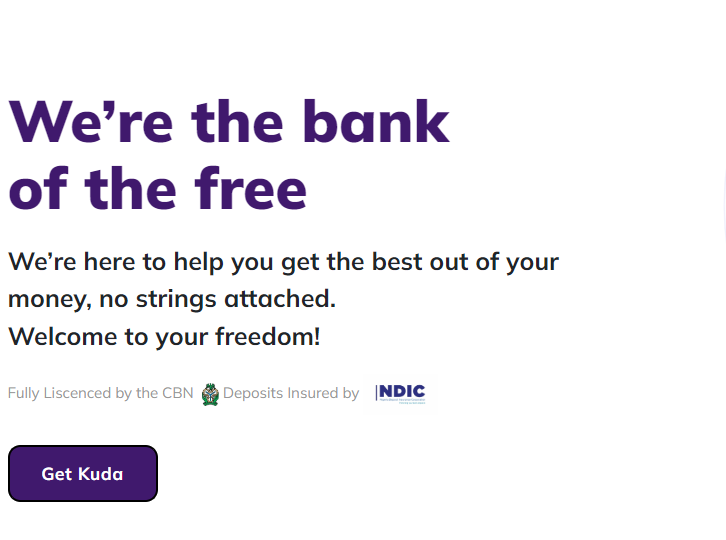 We’re the bank
of the free
We’re here to help you get the best out of your
money, no strings attached.
Welcome to your freedom!
Fully Liscenced by the CBN Deposits Insured by NDIC
Get Kuda